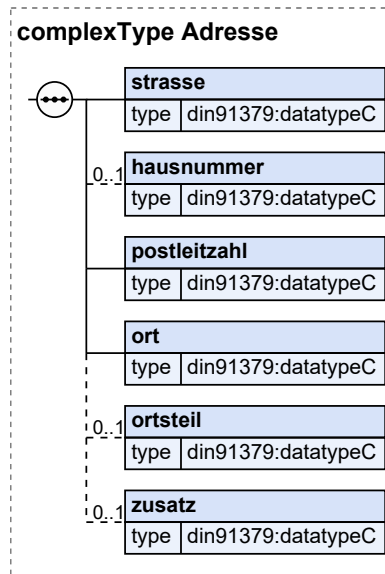 complexType Adresse
strasse
type din91379:datatypeC
0..1
hausnummer
type din91379:datatypeC
postleitzahl
type din91379:datatypeC
ort
type din91379:datatypeC
0..1
ortsteil
type din91379:datatypeC
0..1
zusatz
type din91379:datatypeC